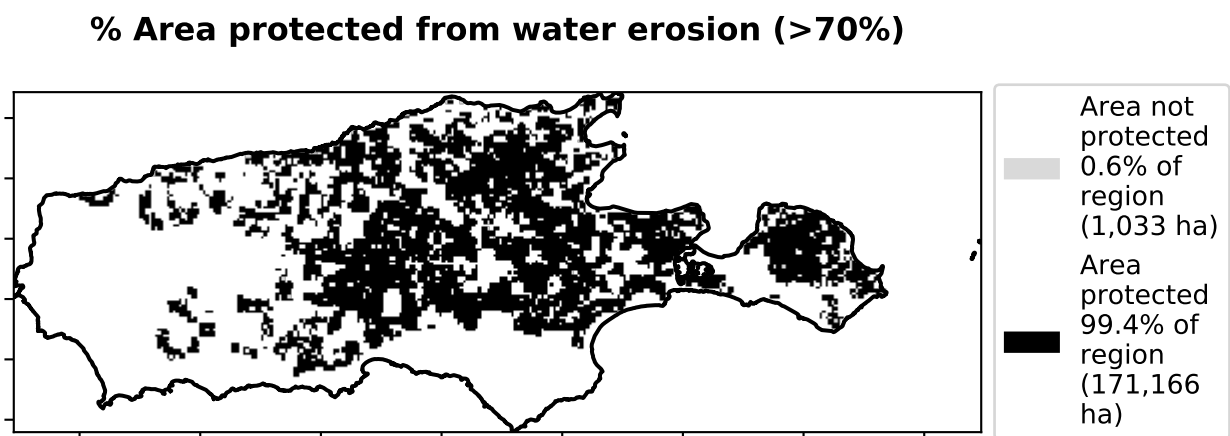 % Area protected from water erosion (>70%)
Area not
protected
0.6% of
region
(1,033 ha)
Area
protected
99.4% of
region
(171,166
ha)